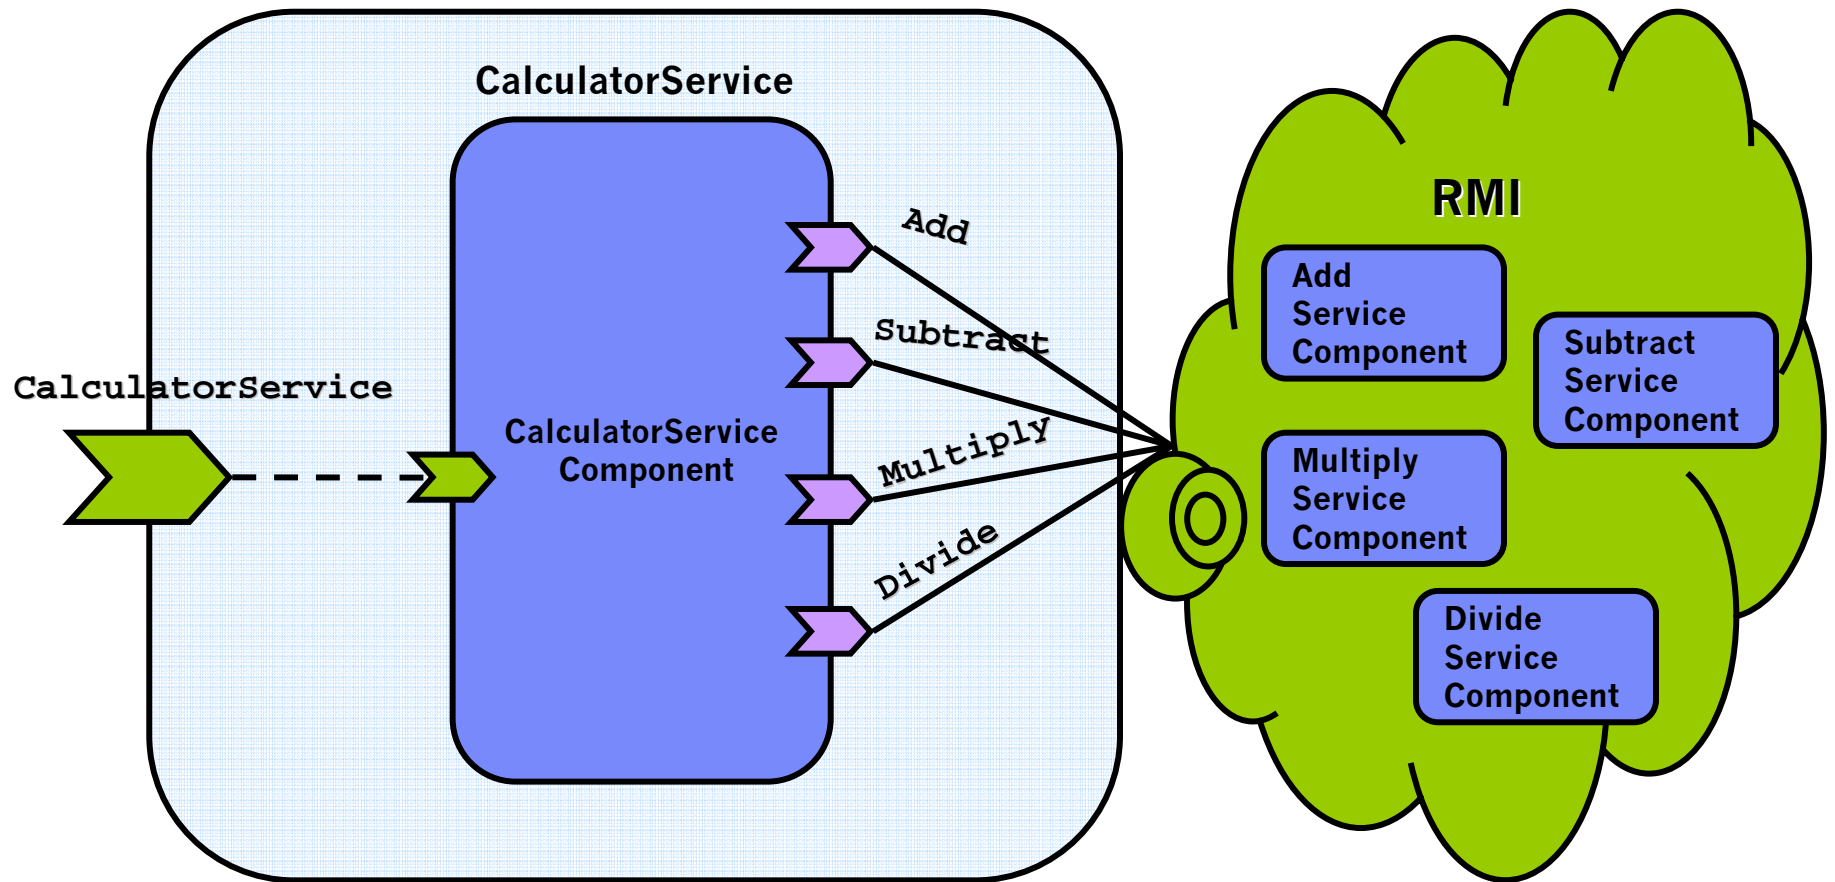 CalculatorService
CalculatorService
CalculatorService
Component
Add
Subtract
Multiply
Divide
RMI
Add
Service
Component
Subtract
Service
Component
Multiply
Service
Component
Divide
Service
Component